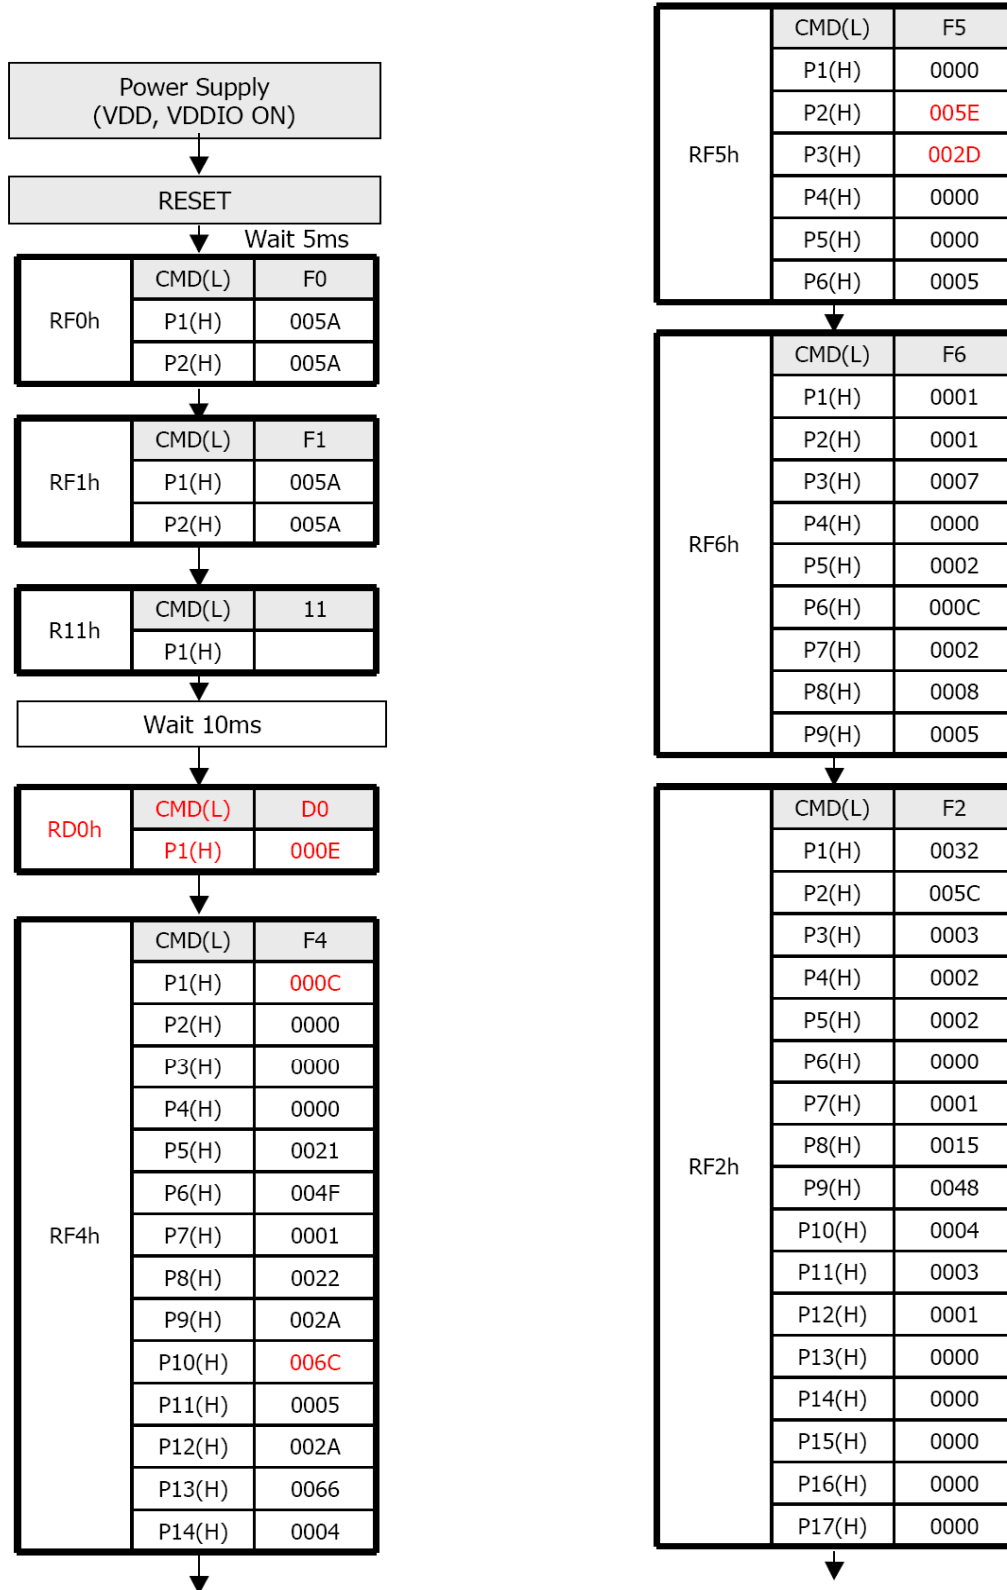 Power Supply
(VDD, VDDIO ON)
RESET
Wait 5ms
RF0h
CMD(L) F0
P1(H) 005A
P2(H) 005A
RF1h
CMD(L) F1
P1(H) 005A
P2(H) 005A
R11h
CMD(L) 11
P1(H)
Wait 10ms
RD0h
CMD(L) D0
P1(H) 000E
RF4h
CMD(L) F4
P1(H) 000C
P2(H) 0000
P3(H) 0000
P4(H) 0000
P5(H) 0021
P6(H) 004F
P7(H) 0001
P8(H) 0022
P9(H) 002A
P10(H) 006C
P11(H) 0005
P12(H) 002A
P13(H) 0066
P14(H) 0004
RF5h
CMD(L) F5
P1(H) 0000
P2(H) 005E
P3(H) 002D
P4(H) 0000
P5(H) 0000
P6(H) 0005
RF6h
CMD(L) F6
P1(H) 0001
P2(H) 0001
P3(H) 0007
P4(H) 0000
P5(H) 0002
P6(H) 000C
P7(H) 0002
P8(H) 0008
P9(H) 0005
RF2h
CMD(L) F2
P1(H) 0032
P2(H) 005C
P3(H) 0003
P4(H) 0002
P5(H) 0002
P6(H) 0000
P7(H) 0001
P8(H) 0015
P9(H) 0048
P10(H) 0004
P11(H) 0003
P12(H) 0001
P13(H) 0000
P14(H) 0000
P15(H) 0000
P16(H) 0000
P17(H) 0000